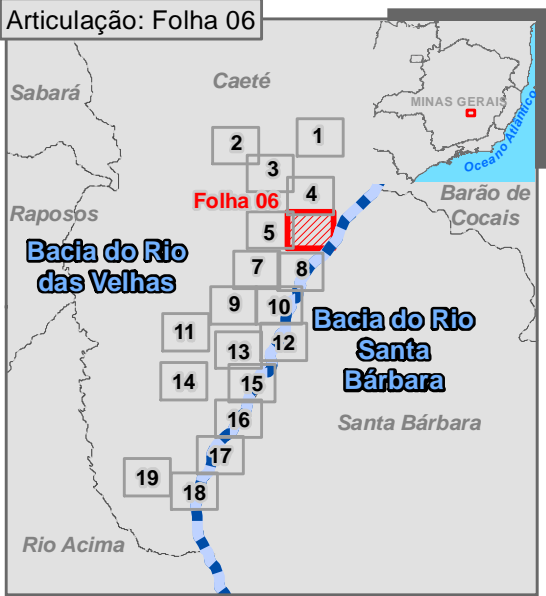 Articulação: Folha 06
Sabará
Caeté
MINAS GERAIS
Oceano Atlântico
1
2
3
4
Barão de
Cocais
Folha 06
Raposos
5
Bacia do Rio
das Velhas
7
8
9
10
11
Bacia do Rio
Santa
Bárbara
12
13
14
15
16
Santa Bárbara
17
19
18
Rio Acima